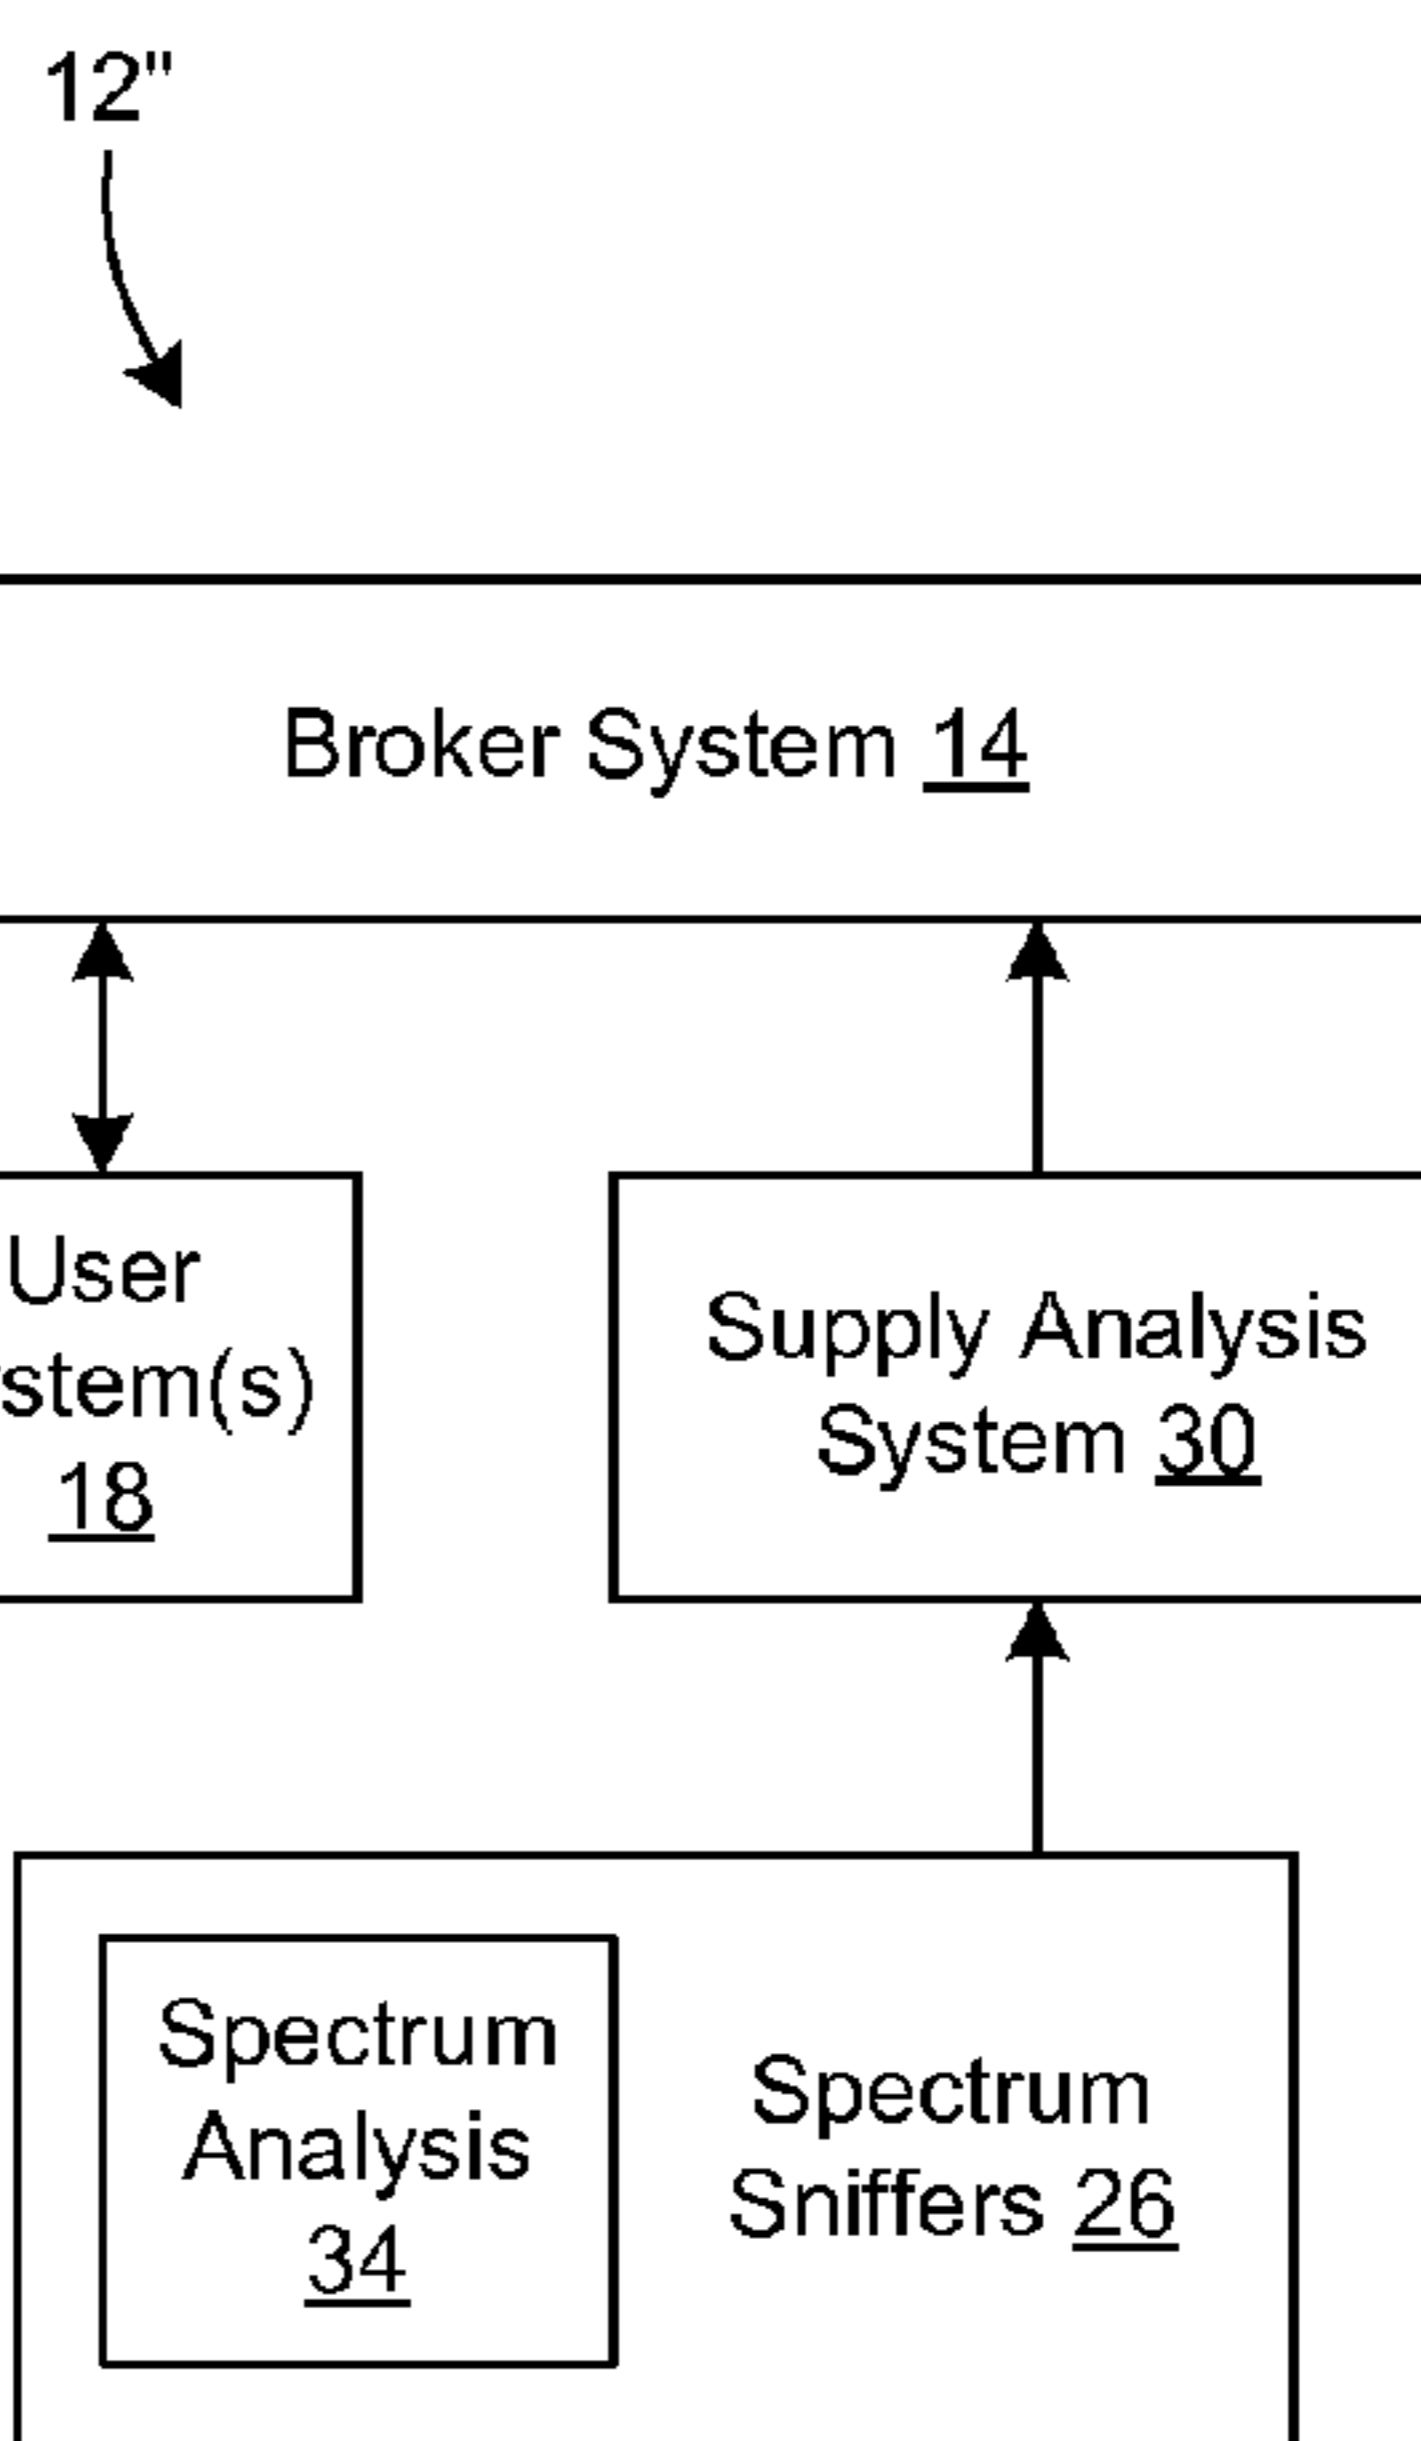 12"
Broker System 14
User
stem(s)
18
Supply Analysis
System 30
Spectrum
Analysis
34
Spectrum
Sniffers 26